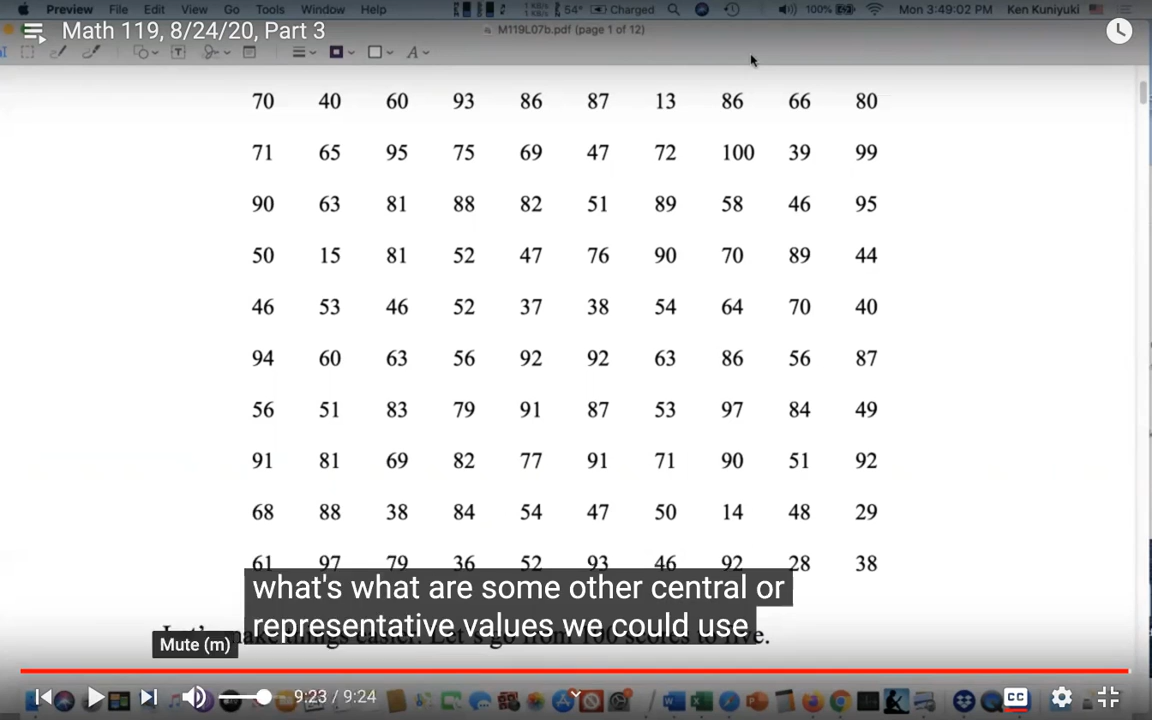 Preview File Edit View Go Tools Window Help 54° Charged 100% Mon 3:49:02 PM Ken Kuniyuki
Math 119, 8/24/20, Part 3
M119L07b.pdf (page 1 of 12)
70 40 60 93 86 87 13 86 66 80
71 65 95 75 69 47 72 100 39 99
90 63 81 88 82 51 89 58 46 95
50 15 81 52 47 76 90 70 89 44
46 53 46 52 37 38 54 64 70 40
94 60 63 56 92 92 63 86 56 87
56 51 83 79 91 87 53 97 84 49
91 81 69 82 77 91 71 90 51 92
68 88 38 84 54 47 50 14 48 29
61 97 79 36 52 93 46 92 28 38
what's what are some other central or
representative values we could use
Mute (m)
9:23 / 9:24
CC